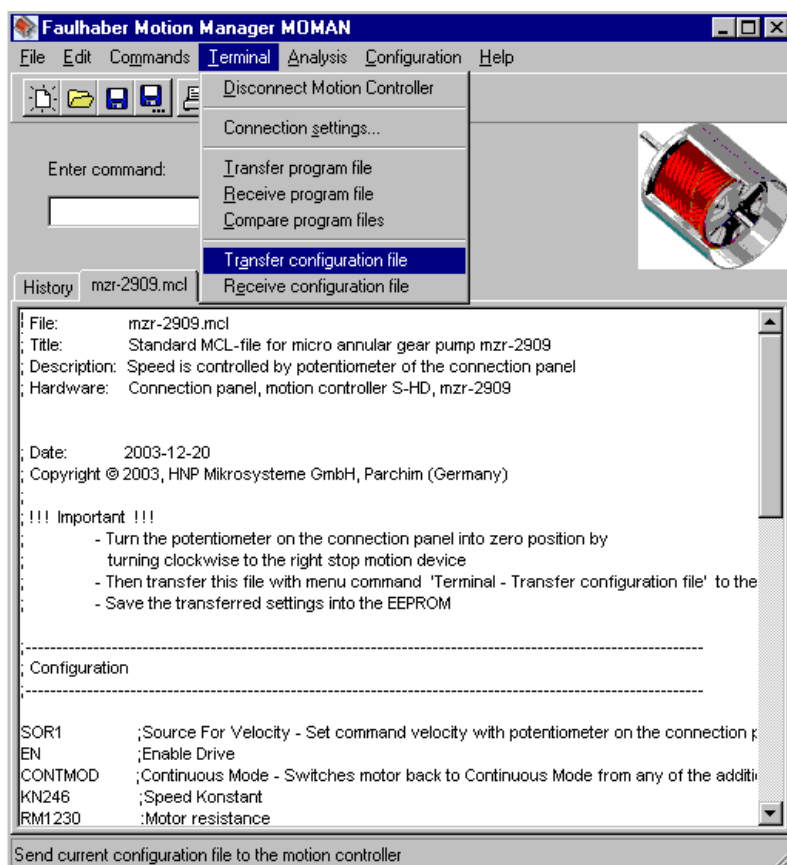 Faulhaber Motion Manager MOMAN
File Edit Commands Terminal Analysis Configuration Help
Disconnect Motion Controller
Connection settings...
Transfer program file
Receive program file
Compare program files
Transfer configuration file
Receive configuration file
Enter command:
History mzr-2909.mcl
; File: mzr-2909.mcl
; Title: Standard MCL-file for micro annular gear pump mzr-2909
; Description: Speed is controlled by potentiometer of the connection panel
; Hardware: Connection panel, motion controller S-HD, mzr-2909
; Date: 2003-12-20
; Copyright © 2003, HNP Mikrosysteme GmbH, Parchim (Germany)
;
; !!! Important !!!
; - Turn the potentiometer on the connection panel into zero position by
; turning clockwise to the right stop motion device
; - Then transfer this file with menu command 'Terminal - Transfer configuration file' to the
; - Save the transferred settings into the EEPROM
;-----------------------------------------------------------------------------------------------
; Configuration
;-----------------------------------------------------------------------------------------------
SOR1 ;Source For Velocity - Set command velocity with potentiometer on the connection p
EN ;Enable Drive
CONTMOD ;Continuous Mode - Switches motor back to Continuous Mode from any of the additi
KN246 ;Speed Konstant
RM1230 ;Motor resistance
Send current configuration file to the motion controller